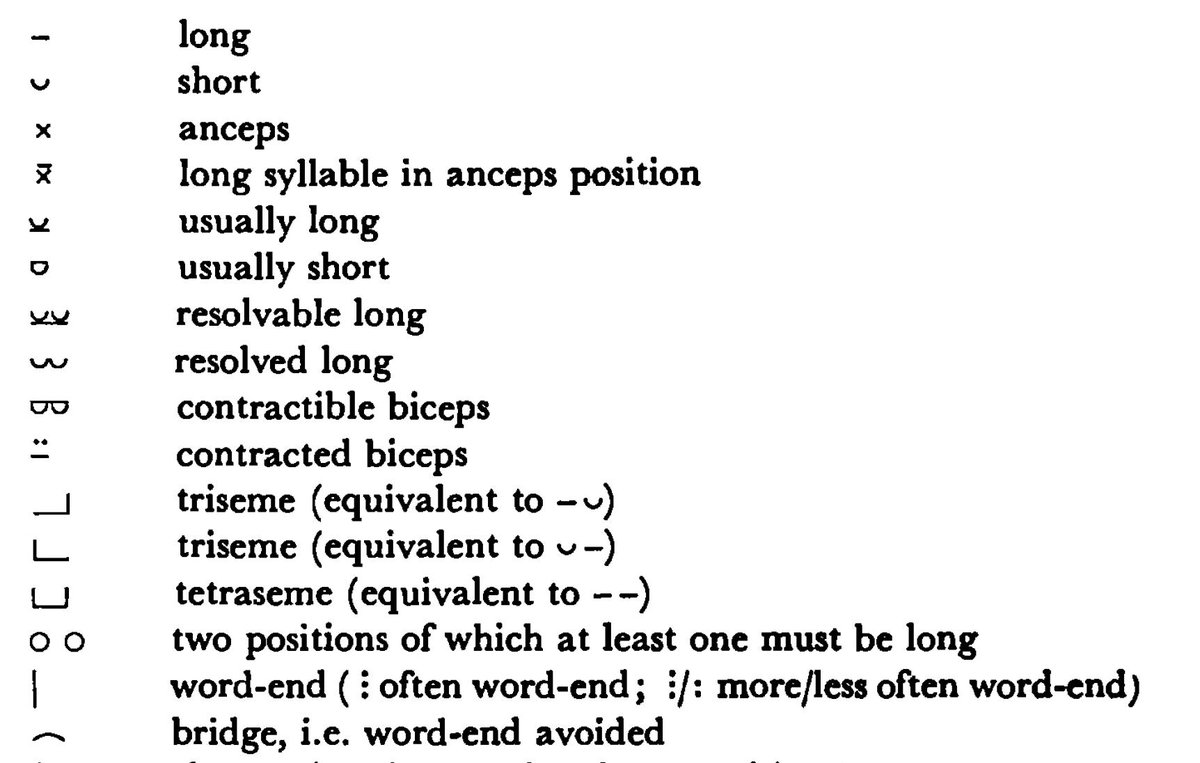 – long
⏑ short
× anceps
×̄ long syllable in anceps position
⏓ usually long
⏒ usually short
⏔ resolvable long
⏖ resolved long
⏕ contractible biceps
–̈ contracted biceps
⏗ triseme (equivalent to –⏑)
⎿ triseme (equivalent to ⏑–)
⏘ tetraseme (equivalent to – –)
○ ○ two positions of which at least one must be long
| word-end ( ⋮ often word-end; ⋮/: more/less often word-end)
⏜ bridge, i.e. word-end avoided